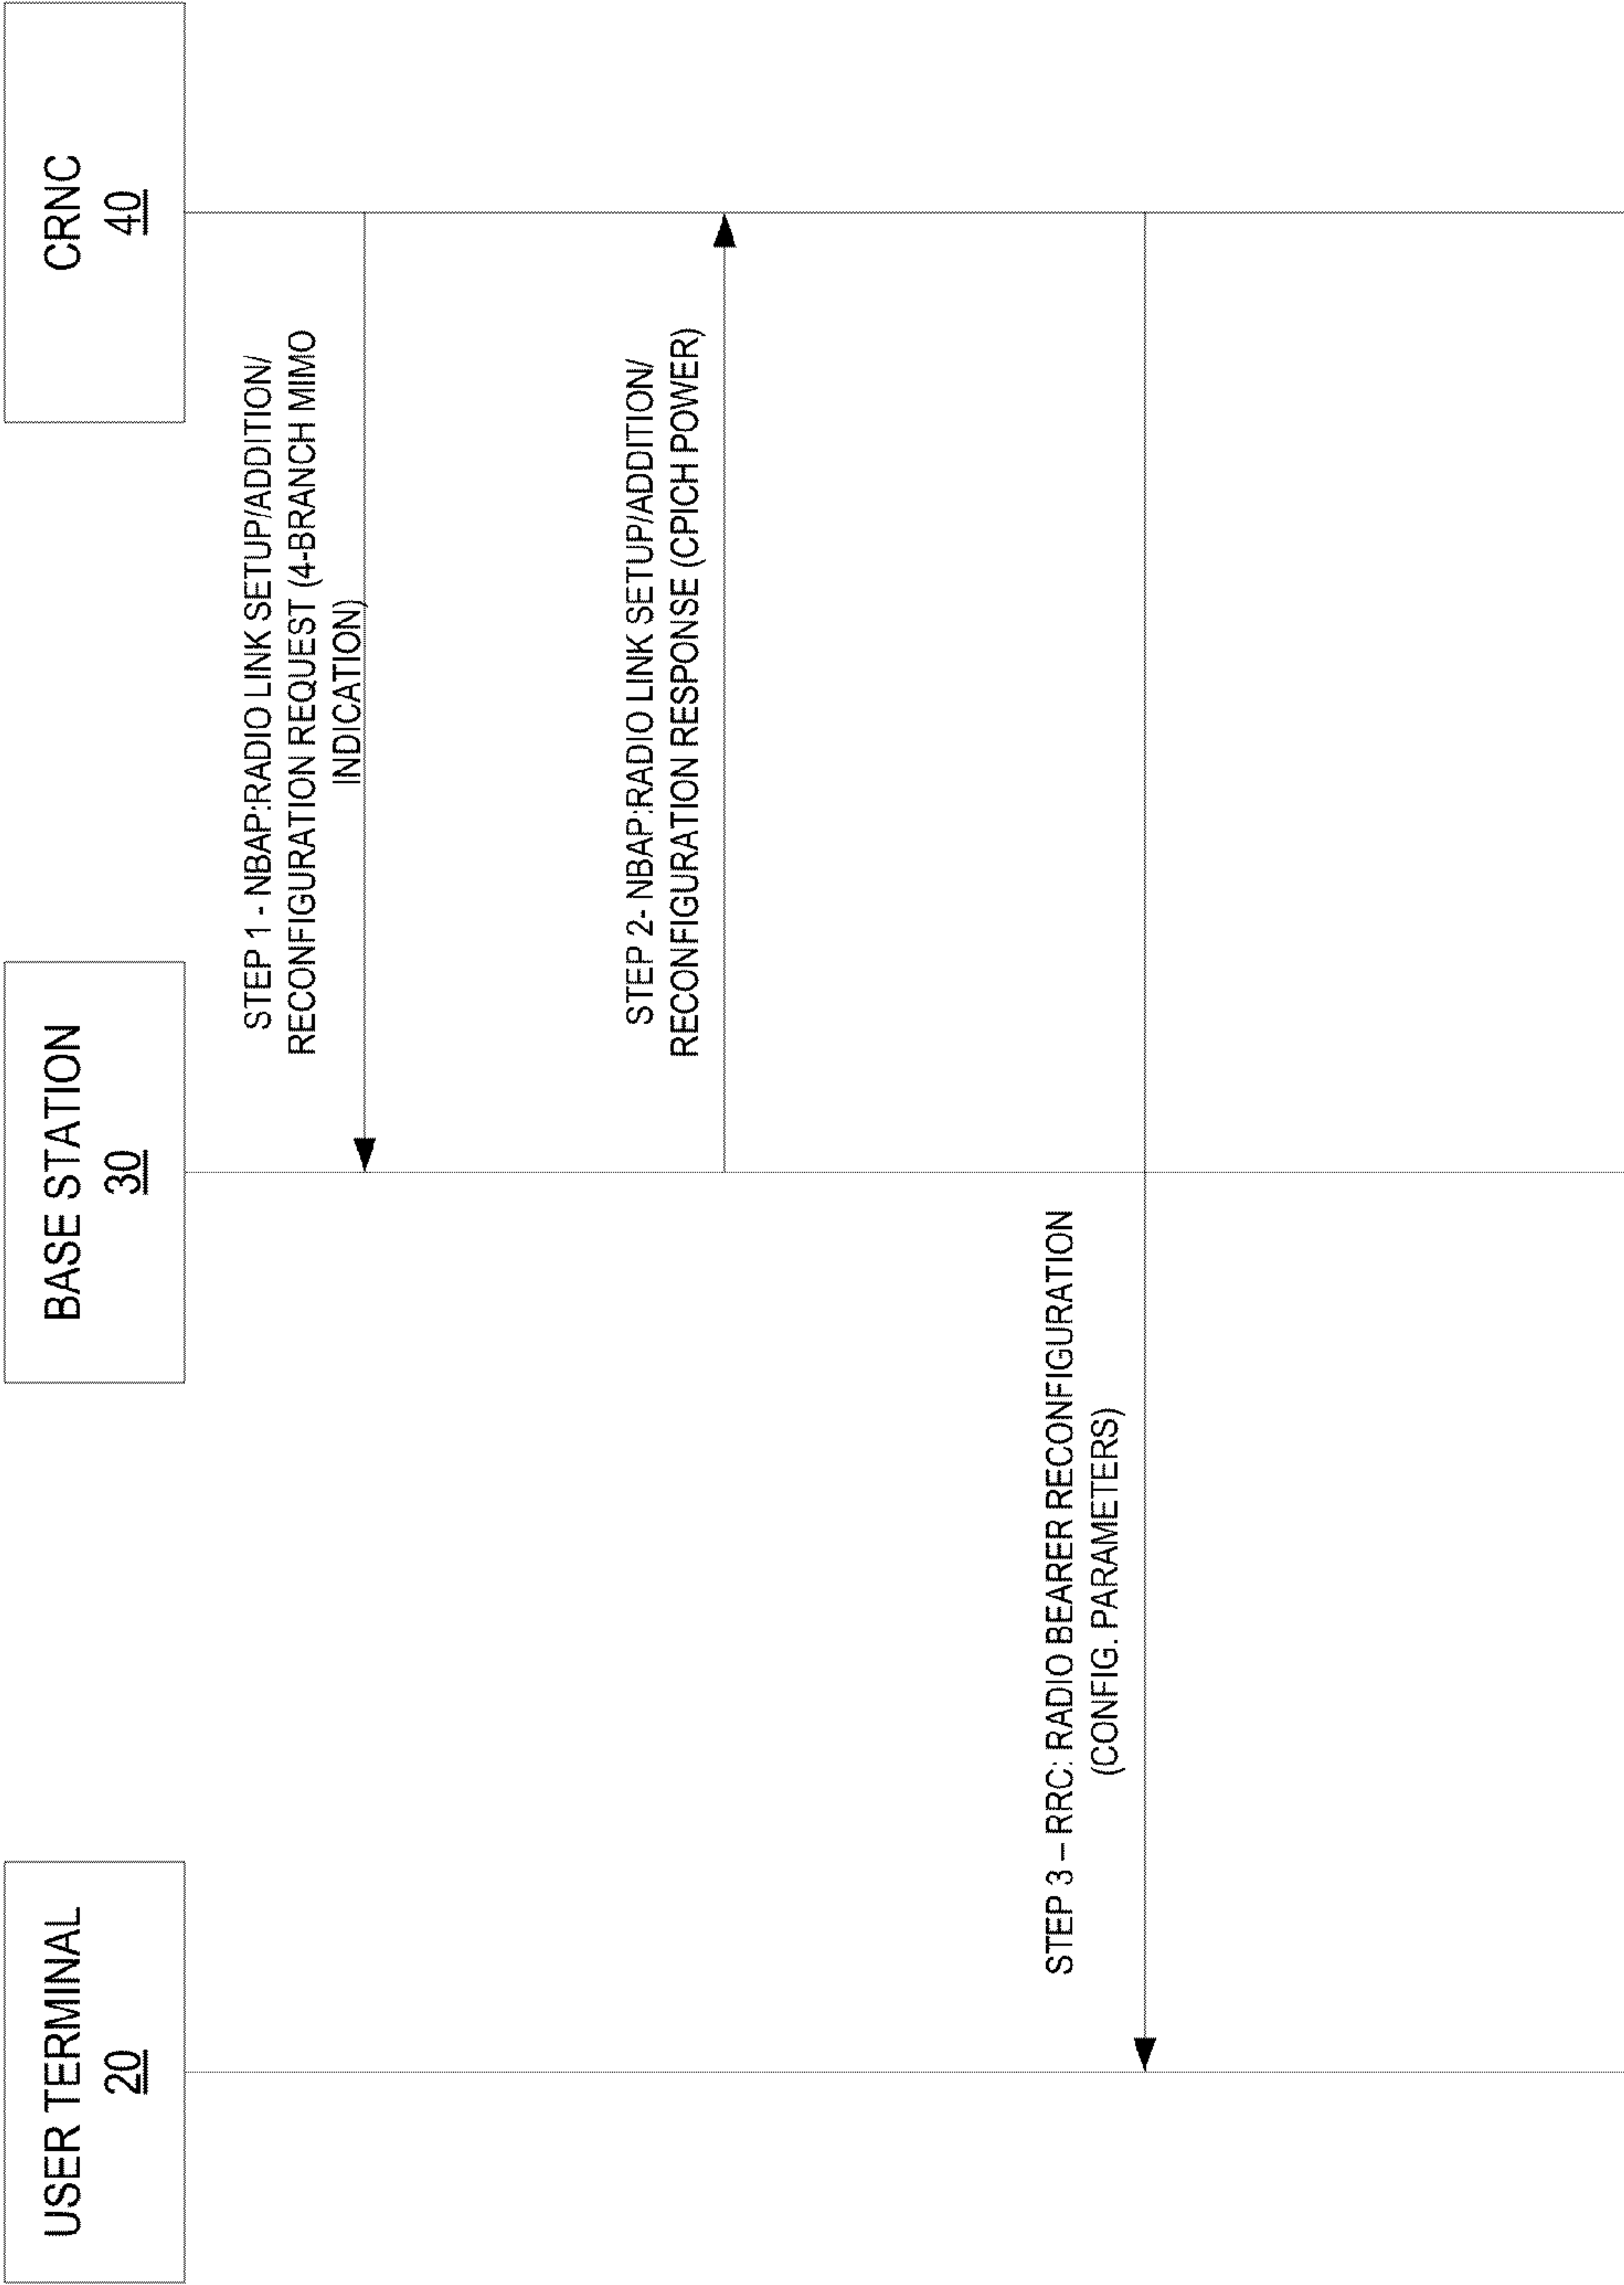 USER TERMINAL
20
BASE STATION
30
CRNC
40
STEP 1 - NBAP:RADIO LINK SETUP/ADDITION/
RECONFIGURATION REQUEST (4-BRANCH MIMO
INDICATION)
STEP 2- NBAP:RADIO LINK SETUP/ADDITION/
RECONFIGURATION RESPONSE (CPICH POWER)
STEP 3 – RRC: RADIO BEARER RECONFIGURATION
(CONFIG. PARAMETERS)